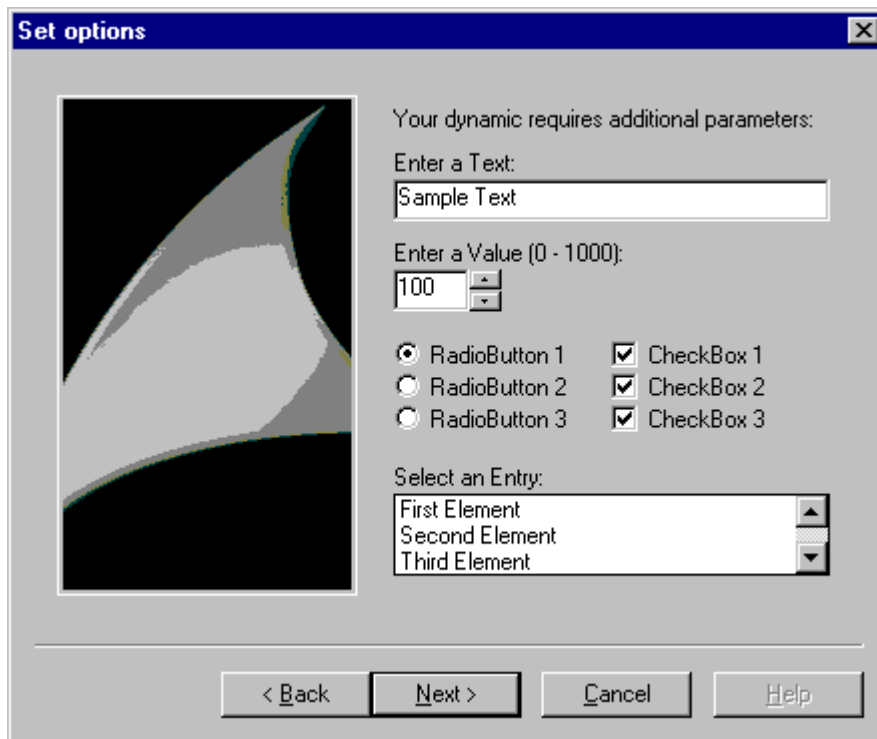 Set options
Your dynamic requires additional parameters:
Enter a Text:
Sample Text
Enter a Value (0 - 1000):
100
RadioButton 1
CheckBox 1
RadioButton 2
CheckBox 2
RadioButton 3
CheckBox 3
Select an Entry:
First Element
Second Element
Third Element
< Back
Next >
Cancel
Help